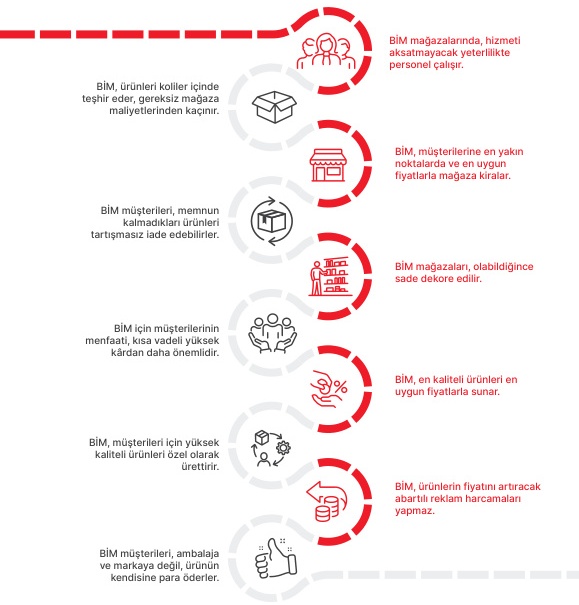 BİM mağazalarında, hizmeti
aksatmayacak yeterlilikte
personel çalışır.
BİM, ürünleri koliler içinde
teşhir eder, gereksiz mağaza
maliyetlerinden kaçınır.
BİM, müşterilerine en yakın
noktalarda ve en uygun
fiyatlarla mağaza kiralar.
BİM müşterileri, memnun
kalmadıkları ürünleri
tartışmasız iade edebilirler.
BİM mağazaları, olabildiğince
sade dekore edilir.
BİM için müşterilerinin
menfaati, kısa vadeli yüksek
kârdan daha önemlidir.
BİM, en kaliteli ürünleri en
uygun fiyatlarla sunar.
%
BİM, müşterileri için yüksek
kaliteli ürünleri özel olarak
ürettirir.
BİM, ürünlerin fiyatını artıracak
abartılı reklam harcamaları
yapmaz.
BİM müşterileri, ambalaja
ve markaya değil, ürünün
kendisine para öderler.